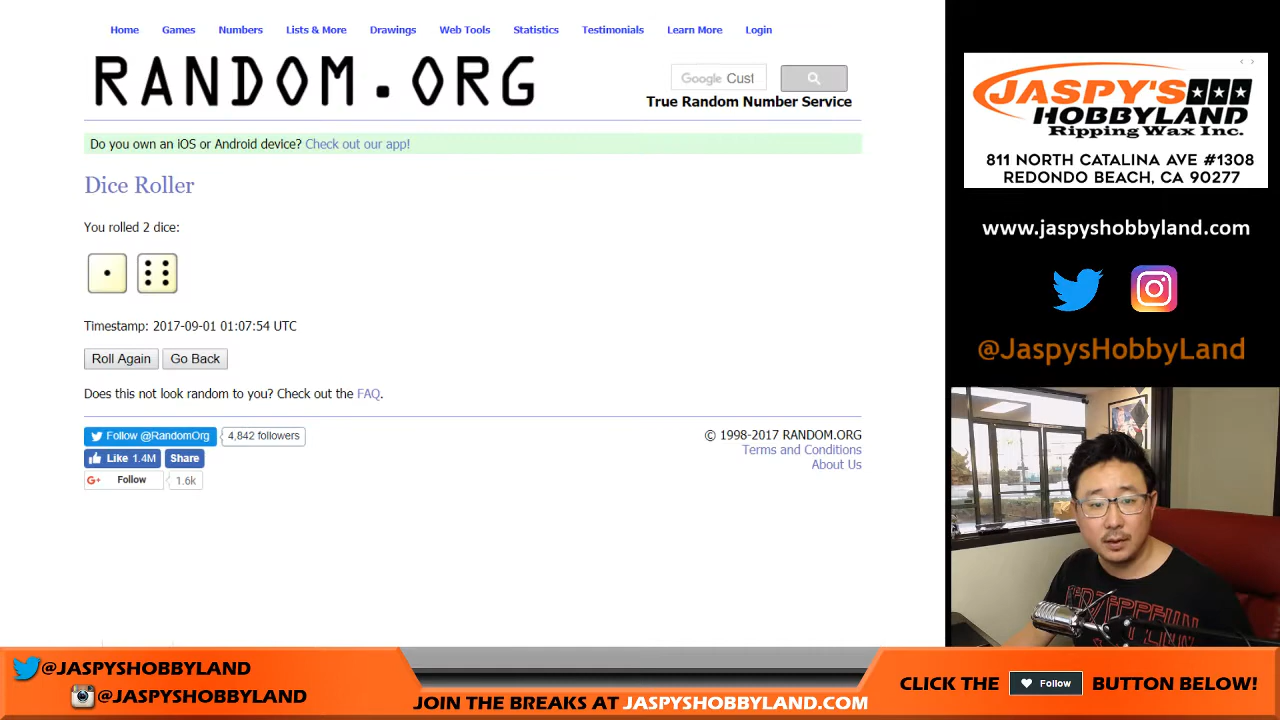 Home Games Numbers Lists & More Drawings Web Tools Statistics Testimonials Learn More Login
RANDOM.ORG
Google Cust
True Random Number Service
Do you own an iOS or Android device? Check out our app!
Dice Roller
You rolled 2 dice:
Timestamp: 2017-09-01 01:07:54 UTC
Roll Again Go Back
Does this not look random to you? Check out the FAQ.
Follow @RandomOrg 4,842 followers
Like 1.4M Share
G+ Follow 1.6k
© 1998-2017 RANDOM.ORG
Terms and Conditions
About Us
JASPY'S
HOBBYLAND
Ripping Wax Inc.
811 NORTH CATALINA AVE #1308
REDONDO BEACH, CA 90277
www.jaspyshobbyland.com
@JaspysHobbyLand
LED ZEPPELIN
@JASPYSHOBBYLAND
@JASPYSHOBBYLAND
JOIN THE BREAKS AT JASPYSHOBBYLAND.COM
CLICK THE Follow BUTTON BELOW!